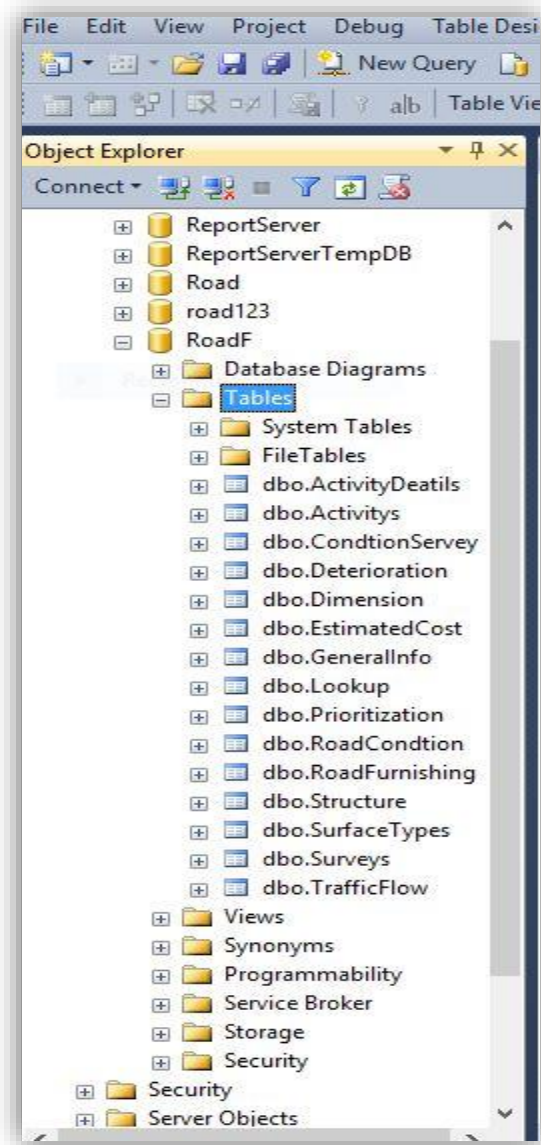 File Edit View Project Debug Table Desi
New Query
alb Table Vie
Object Explorer
Connect
ReportServer
ReportServerTempDB
Road
road123
RoadF
Database Diagrams
Tables
System Tables
FileTables
dbo.ActivityDeatils
dbo.Activitys
dbo.CondtionServey
dbo.Deterioration
dbo.Dimension
dbo.EstimatedCost
dbo.GeneralInfo
dbo.Lookup
dbo.Prioritization
dbo.RoadCondtion
dbo.RoadFurnishing
dbo.Structure
dbo.SurfaceTypes
dbo.Surveys
dbo.TrafficFlow
Views
Synonyms
Programmability
Service Broker
Storage
Security
Security
Server Objects